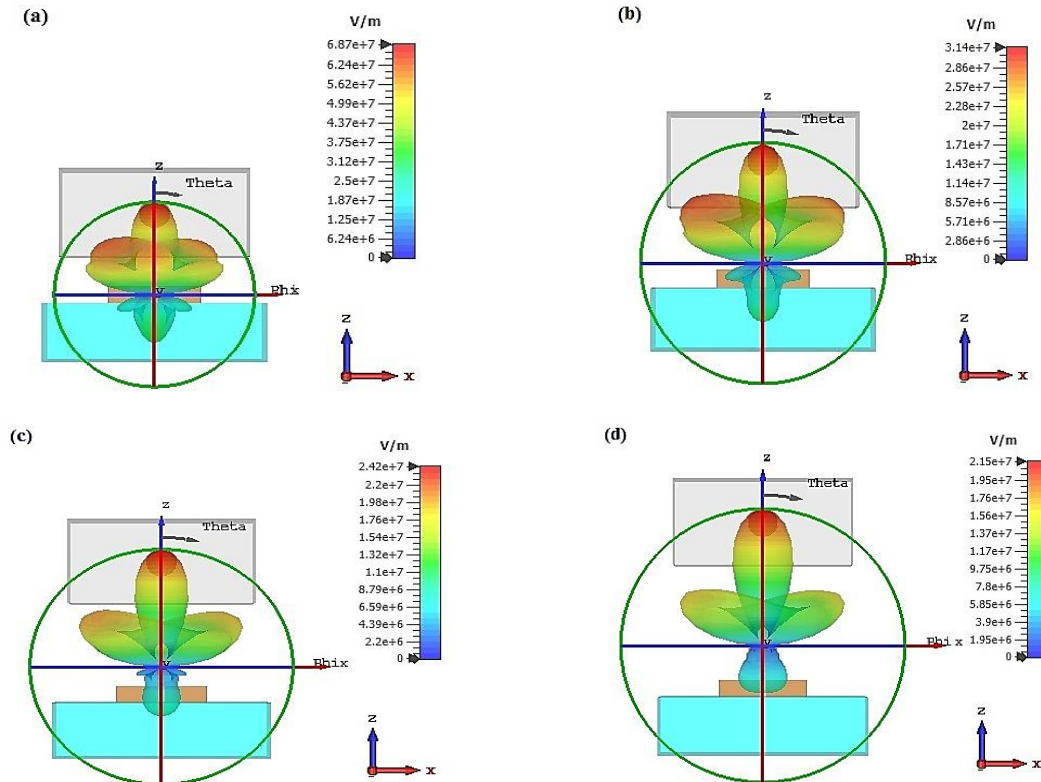 (a)
V/m
6.87e+7
6.24e+7
5.62e+7
4.99e+7
4.37e+7
3.75e+7
3.12e+7
2.5e+7
1.87e+7
1.25e+7
6.24e+6
0
z
Theta
y
Phix
z
x
(b)
V/m
3.14e+7
2.86e+7
2.57e+7
2.28e+7
2e+7
1.71e+7
1.43e+7
1.14e+7
8.57e+6
5.71e+6
2.86e+6
0
z
Theta
y
Phix
z
x
(c)
V/m
2.42e+7
2.2e+7
1.98e+7
1.76e+7
1.54e+7
1.32e+7
1.1e+7
8.79e+6
6.59e+6
4.39e+6
2.2e+6
0
z
Theta
y
Phix
z
x
(d)
V/m
2.15e+7
1.95e+7
1.76e+7
1.56e+7
1.37e+7
1.17e+7
9.75e+6
7.8e+6
5.85e+6
3.9e+6
1.95e+6
0
z
Theta
y
Phi x
z
x